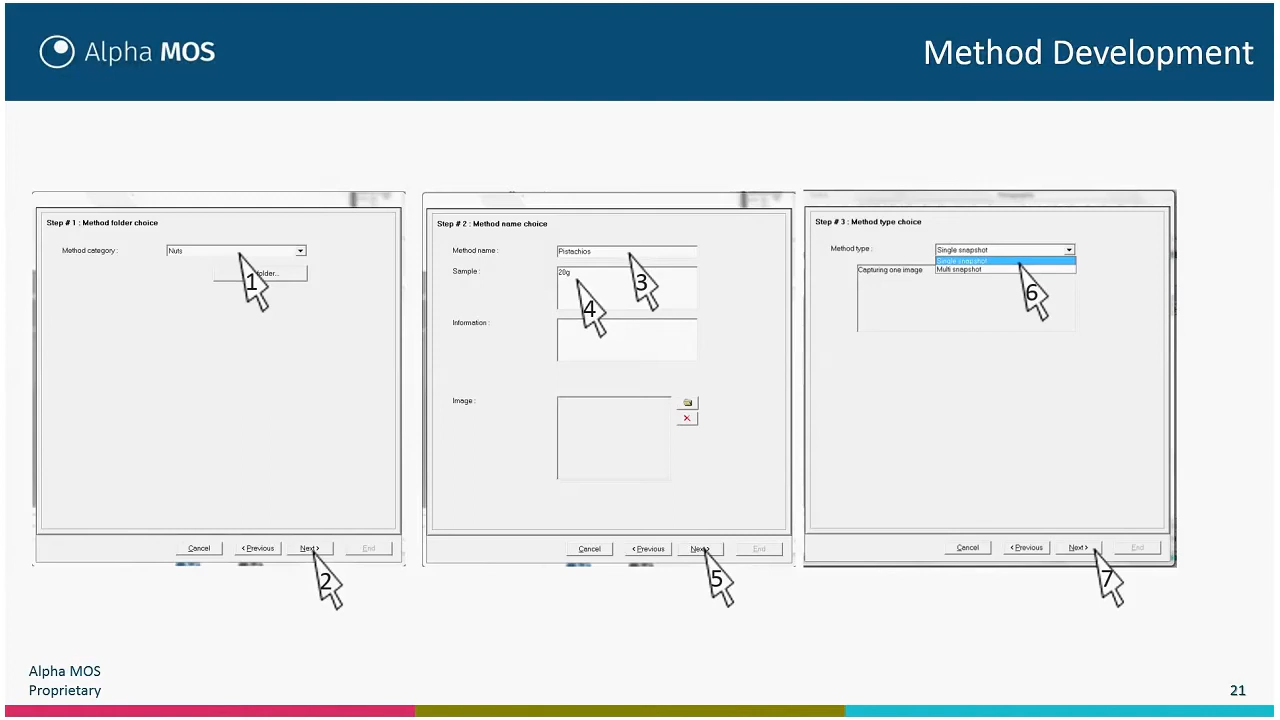 Alpha MOS
Method Development
Step # 1 : Method folder choice
Method category :
Nuts
1
2
Cancel
< Previous
Next >
End
Step # 2 : Method name choice
Method name :
Pistachios
Sample :
20g
3
4
Information :
Image :
Cancel
< Previous
Next >
End
5
Step # 3 : Method type choice
Method type :
Single snapshot
Single snapshot
Multi snapshot
Capturing one image
6
Cancel
< Previous
Next >
End
7
Alpha MOS
Proprietary
21